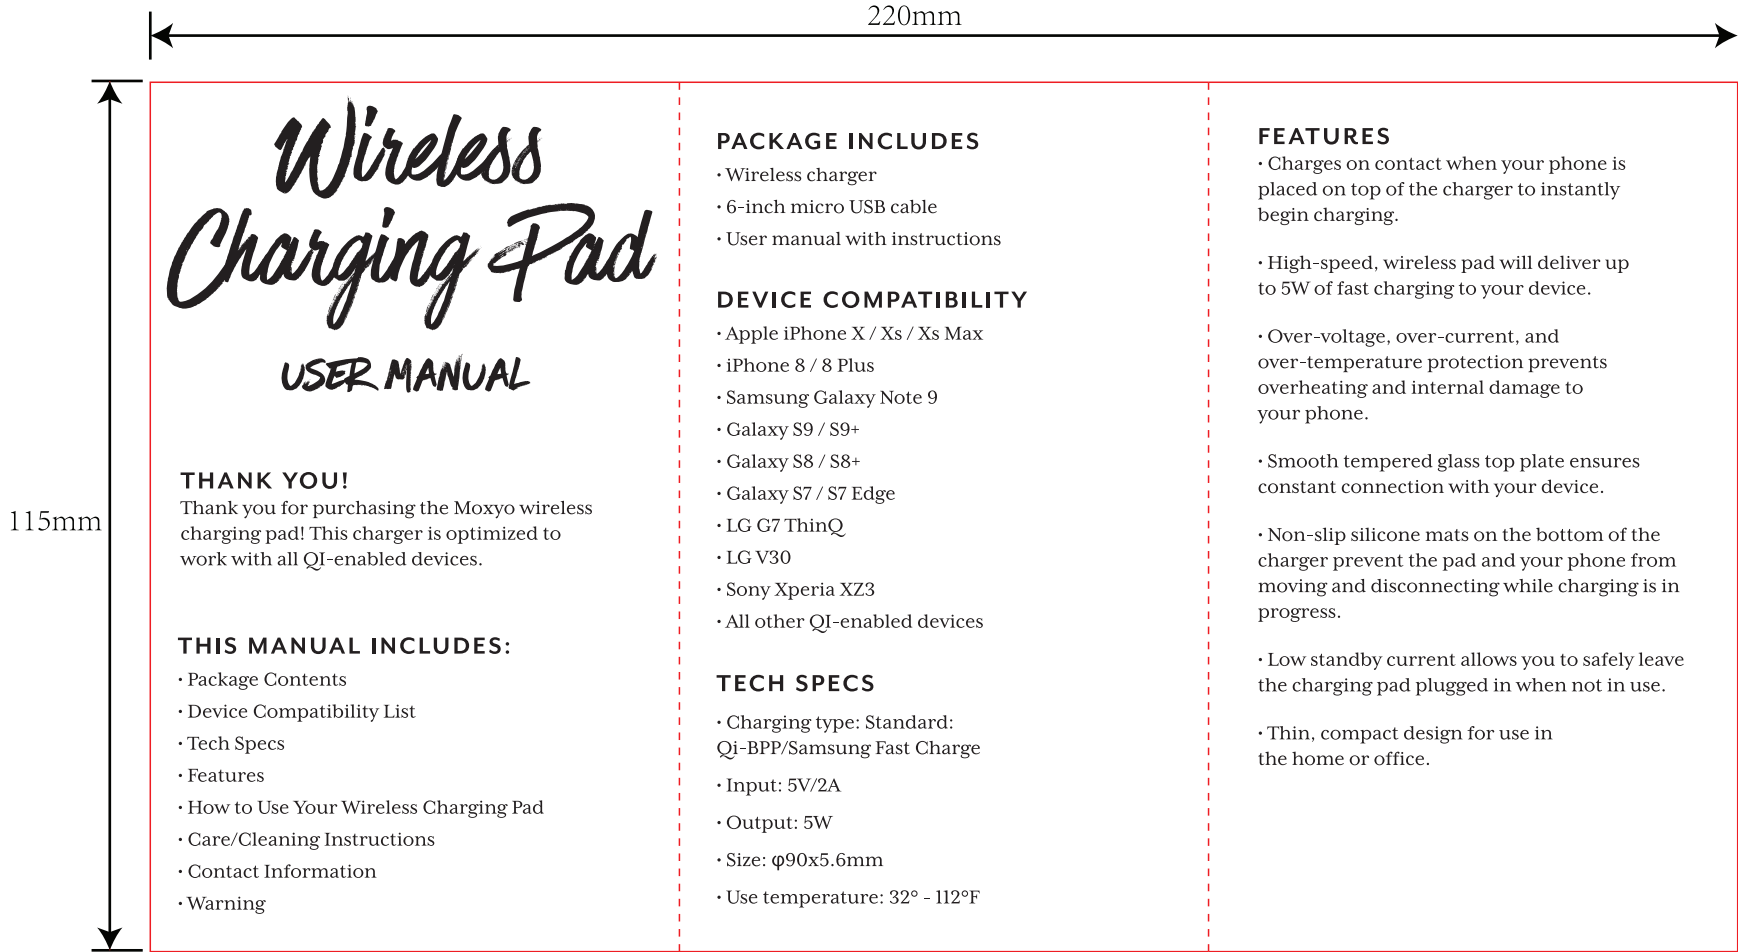 220mm
115mm
Wireless
Charging Pad
USER MANUAL
THANK YOU!
Thank you for purchasing the Moxyo wireless
charging pad! This charger is optimized to
work with all QI-enabled devices.
THIS MANUAL INCLUDES:
· Package Contents
· Device Compatibility List
· Tech Specs
· Features
· How to Use Your Wireless Charging Pad
· Care/Cleaning Instructions
· Contact Information
· Warning
PACKAGE INCLUDES
· Wireless charger
· 6-inch micro USB cable
· User manual with instructions
DEVICE COMPATIBILITY
· Apple iPhone X / Xs / Xs Max
· iPhone 8 / 8 Plus
· Samsung Galaxy Note 9
· Galaxy S9 / S9+
· Galaxy S8 / S8+
· Galaxy S7 / S7 Edge
· LG G7 ThinQ
· LG V30
· Sony Xperia XZ3
· All other QI-enabled devices
TECH SPECS
· Charging type: Standard:
Qi-BPP/Samsung Fast Charge
· Input: 5V/2A
· Output: 5W
· Size: φ90x5.6mm
· Use temperature: 32° - 112°F
FEATURES
· Charges on contact when your phone is
placed on top of the charger to instantly
begin charging.
· High-speed, wireless pad will deliver up
to 5W of fast charging to your device.
· Over-voltage, over-current, and
over-temperature protection prevents
overheating and internal damage to
your phone.
· Smooth tempered glass top plate ensures
constant connection with your device.
· Non-slip silicone mats on the bottom of the
charger prevent the pad and your phone from
moving and disconnecting while charging is in
progress.
· Low standby current allows you to safely leave
the charging pad plugged in when not in use.
· Thin, compact design for use in
the home or office.